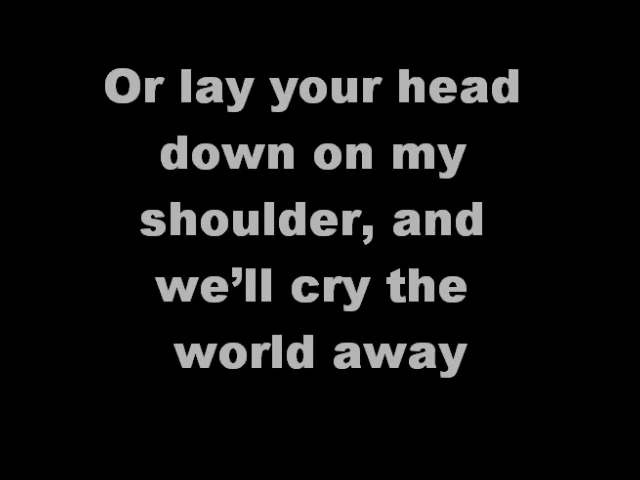 Or lay your head
down on my
shoulder, and
we’ll cry the
world away